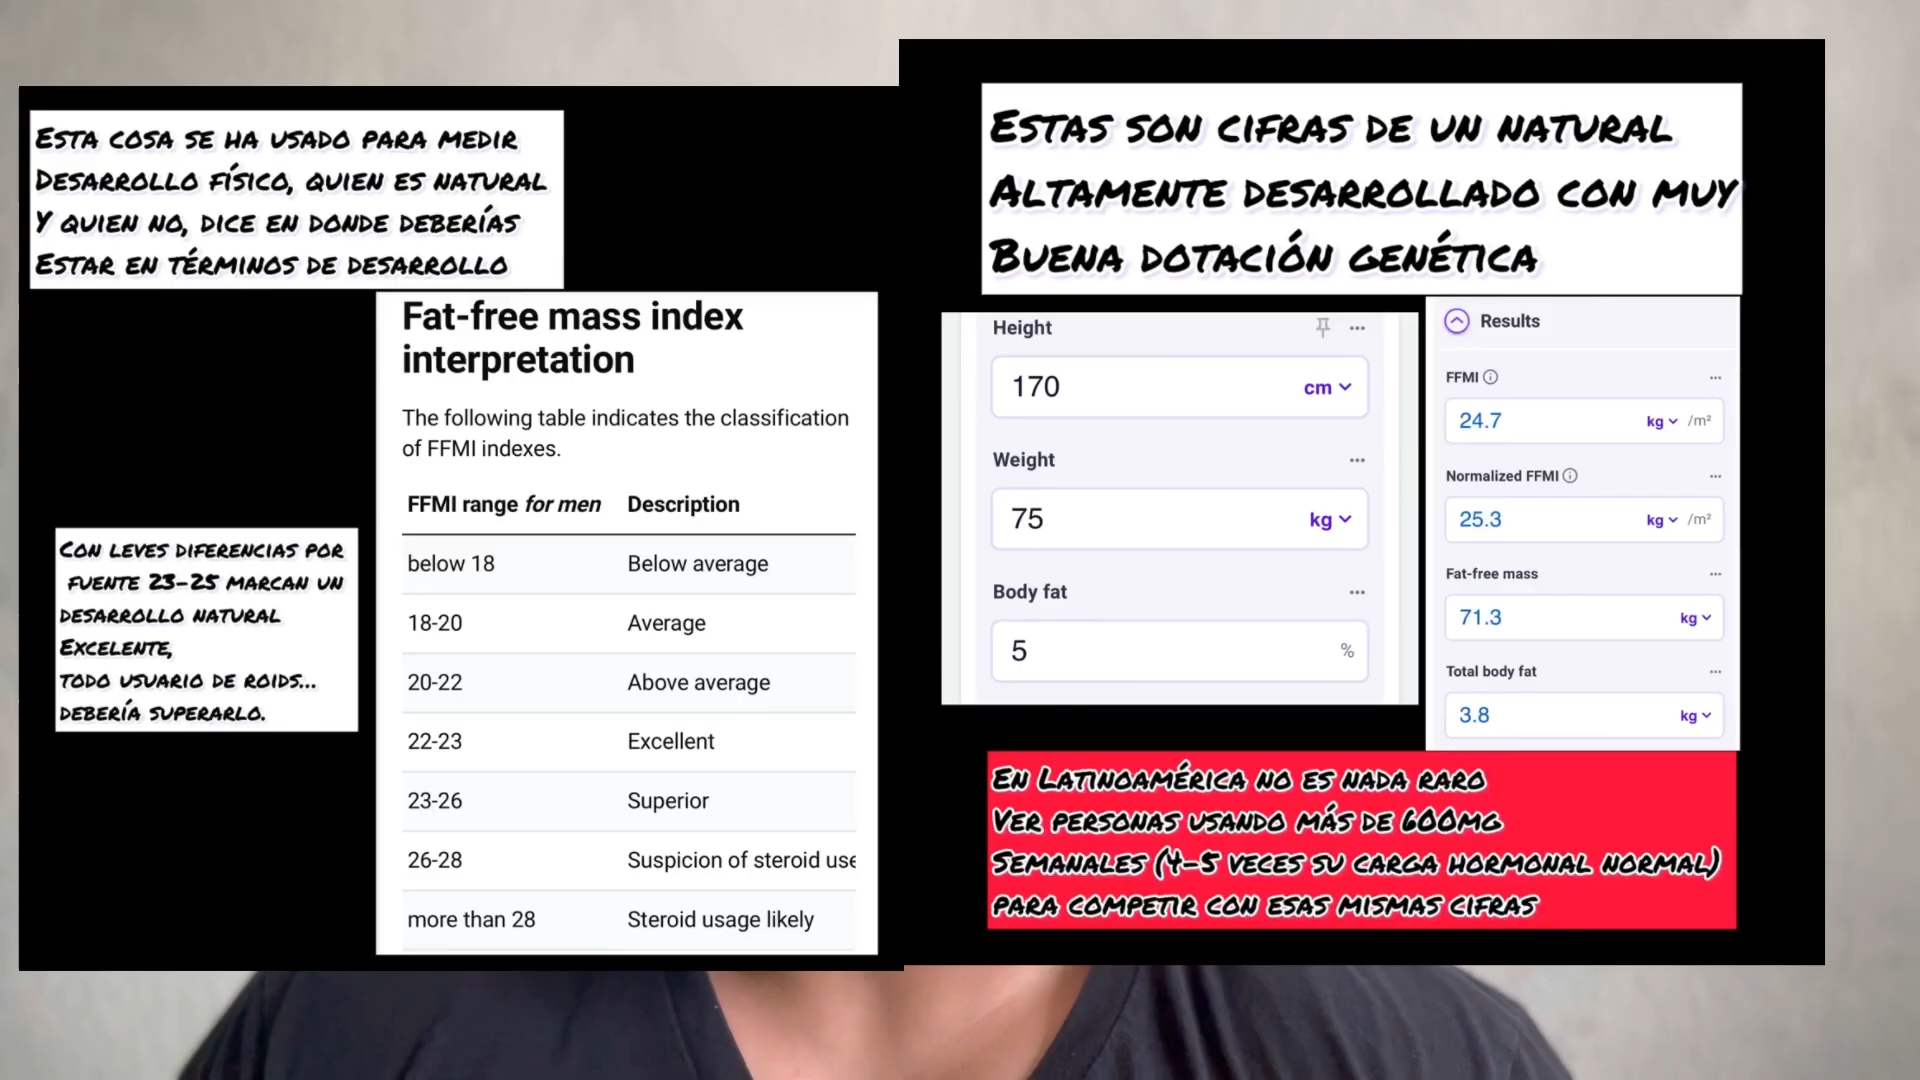 Esta cosa se ha usado para medir
Desarrollo físico, quien es natural
Y quien no, dice en donde deberías
Estar en términos de desarrollo
Fat-free mass index
interpretation
The following table indicates the classification
of FFMI indexes.
FFMI range for men Description
below 18 Below average
18-20 Average
20-22 Above average
22-23 Excellent
23-26 Superior
26-28 Suspicion of steroid use
more than 28 Steroid usage likely
Con leves diferencias por
fuente 23-25 marcan un
desarrollo natural
Excelente,
todo usuario de roids...
debería superarlo.
Estas son cifras de un natural
Altamente desarrollado con muy
Buena dotación genética
Height
170 cm
Weight
75 kg
Body fat
5 %
Results
FFMI
24.7 kg /m²
Normalized FFMI
25.3 kg /m²
Fat-free mass
71.3 kg
Total body fat
3.8 kg
En Latinoamérica no es nada raro
Ver personas usando más de 600mg
Semanales (4-5 veces su carga hormonal normal)
para competir con esas mismas cifras